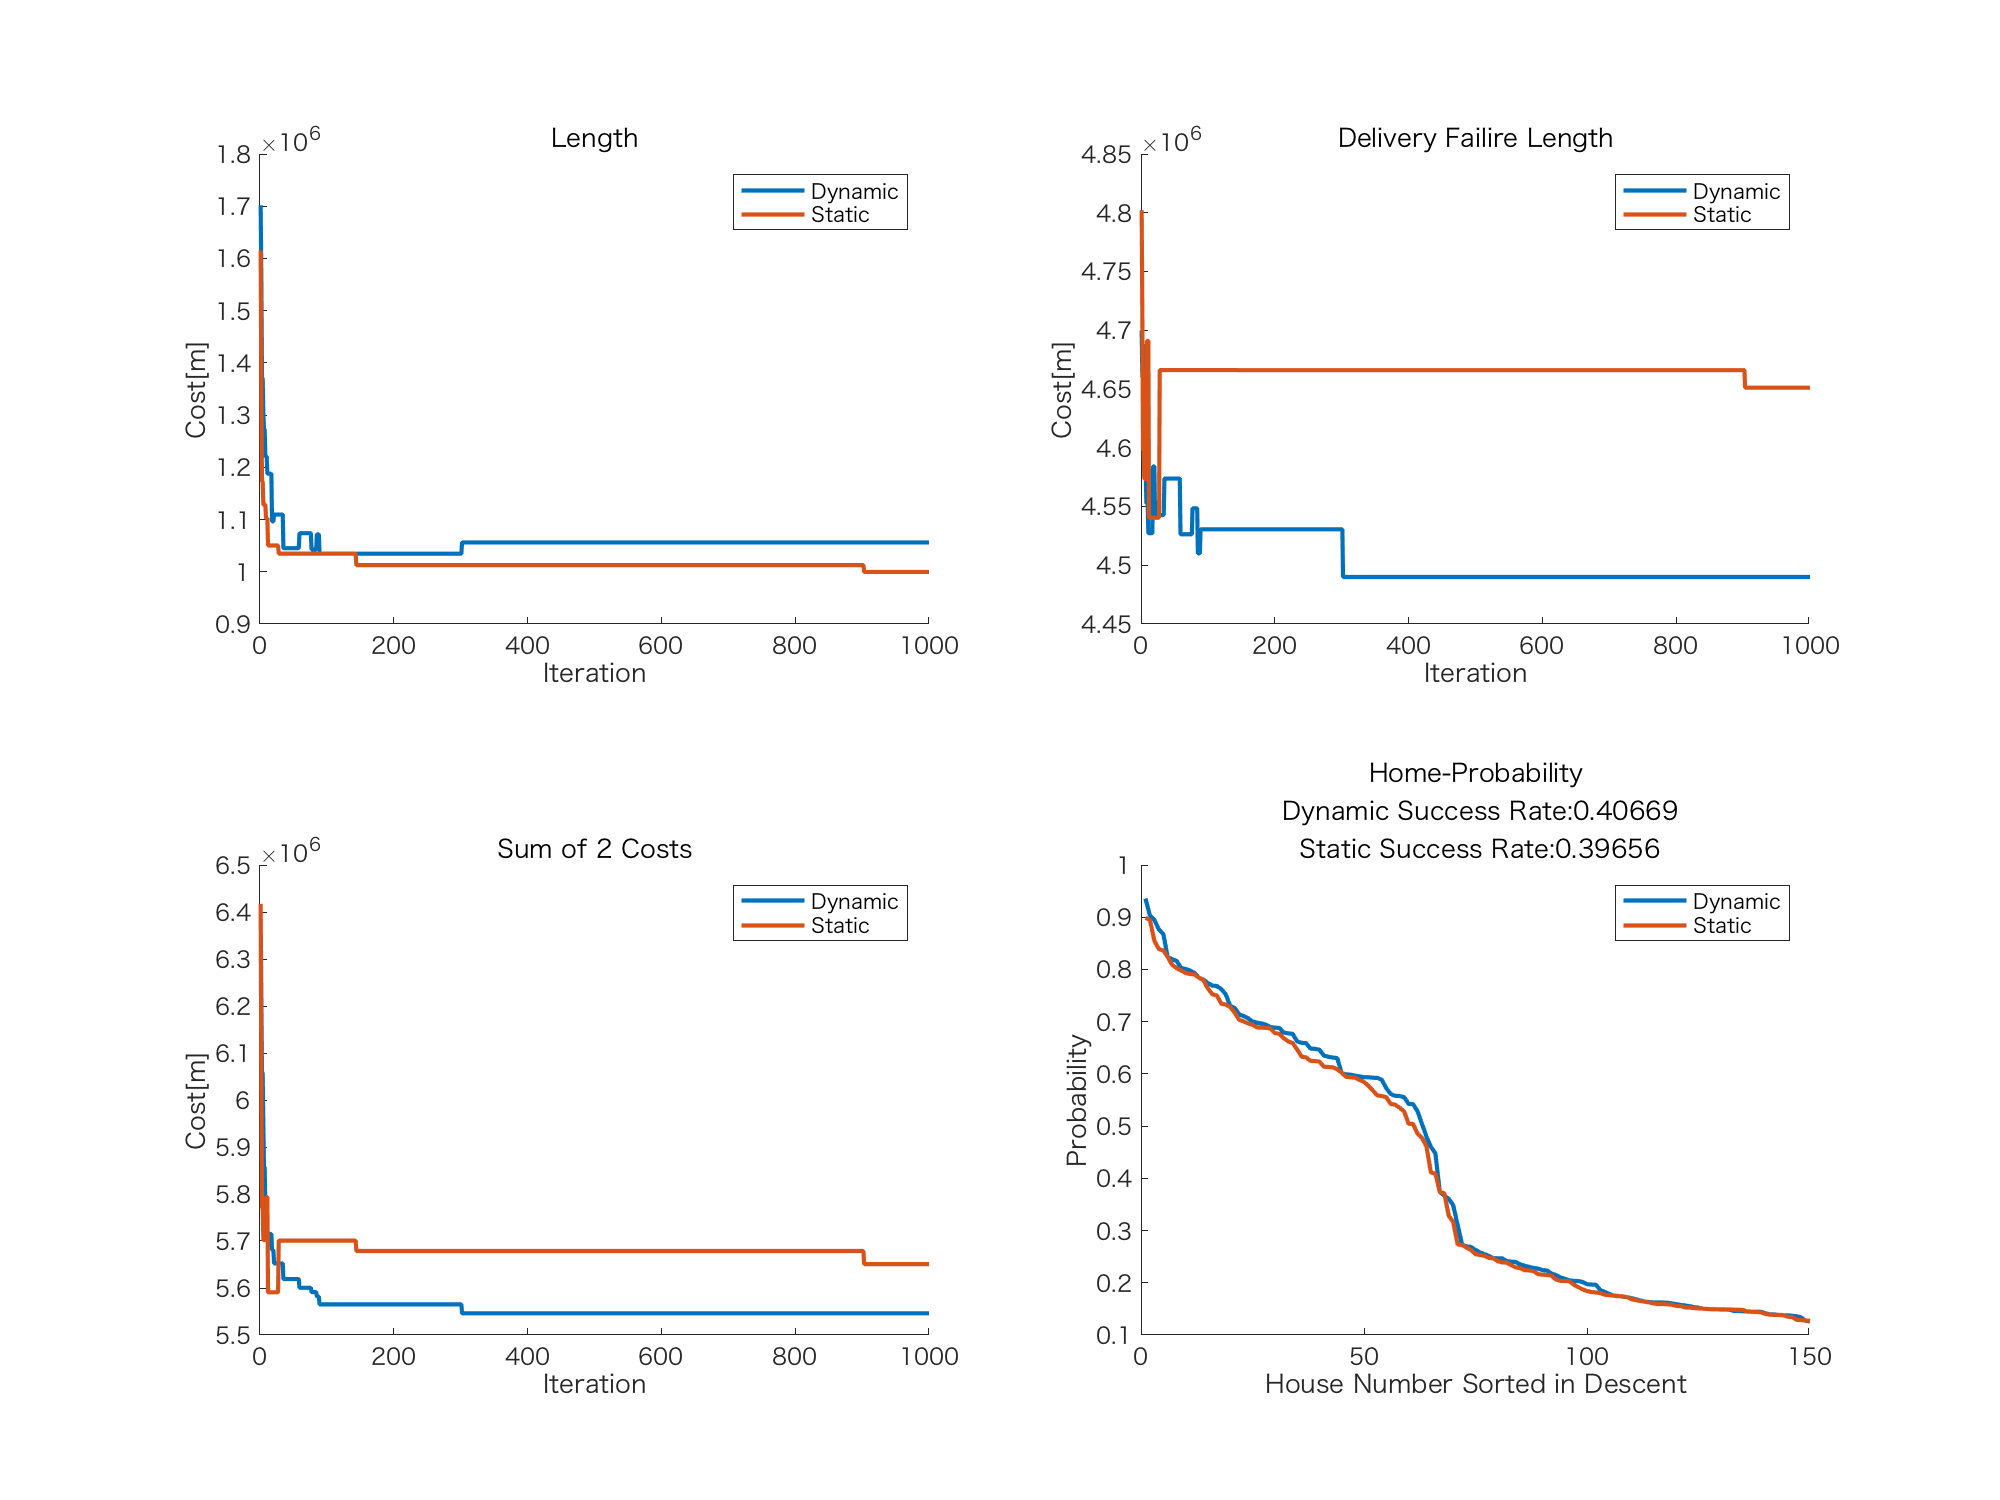 Length
×10^6
1.8
1.7
1.6
1.5
1.4
1.3
1.2
1.1
1
0.9
Cost[m]
0 200 400 600 800 1000
Iteration
Dynamic
Static
Delivery Failire Length
×10^6
4.85
4.8
4.75
4.7
4.65
4.6
4.55
4.5
4.45
Cost[m]
0 200 400 600 800 1000
Iteration
Dynamic
Static
Sum of 2 Costs
×10^6
6.5
6.4
6.3
6.2
6.1
6
5.9
5.8
5.7
5.6
5.5
Cost[m]
0 200 400 600 800 1000
Iteration
Dynamic
Static
Home-Probability
Dynamic Success Rate:0.40669
Static Success Rate:0.39656
1
0.9
0.8
0.7
0.6
0.5
0.4
0.3
0.2
0.1
Probability
0 50 100 150
House Number Sorted in Descent
Dynamic
Static